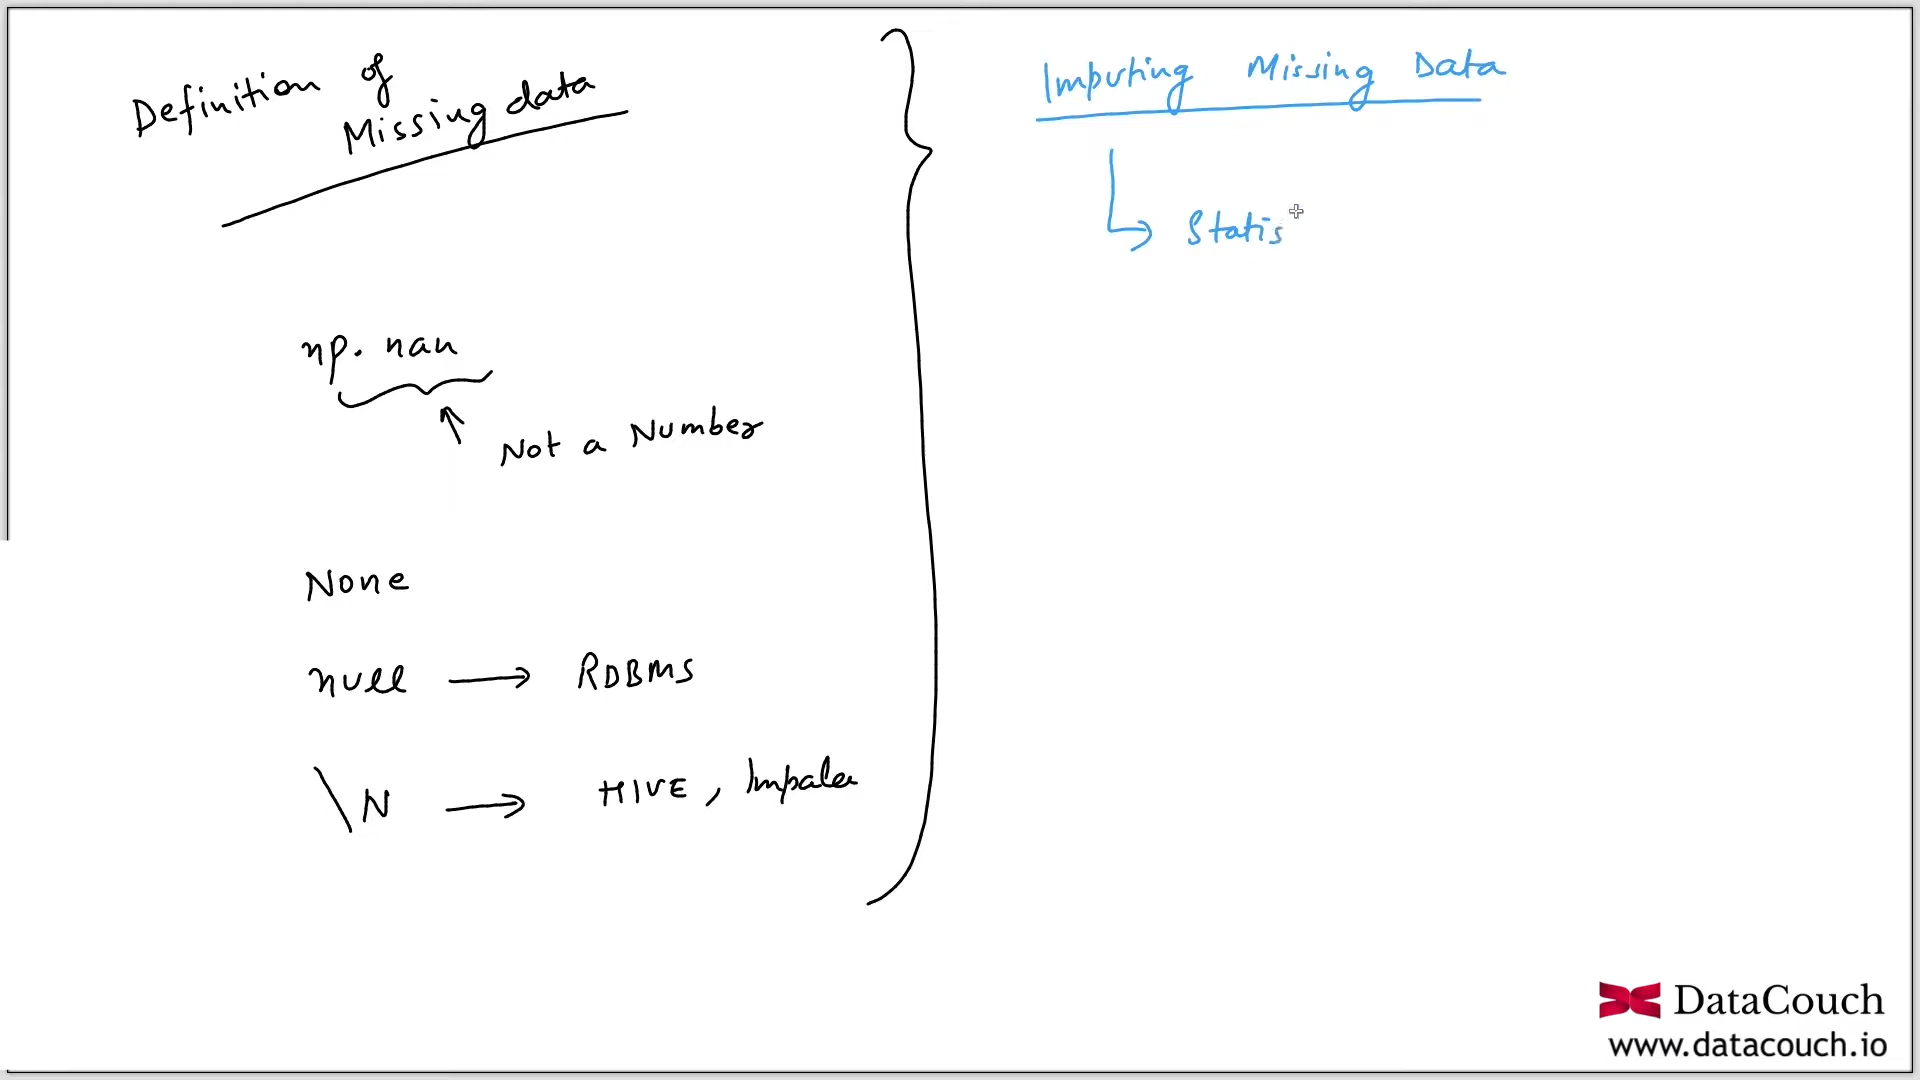 Definition of
Missing data
np. nan
Not a Number
None
null → RDBMS
\N → HIVE, Impala
Imputing Missing Data
Statis
DataCouch
www.datacouch.io